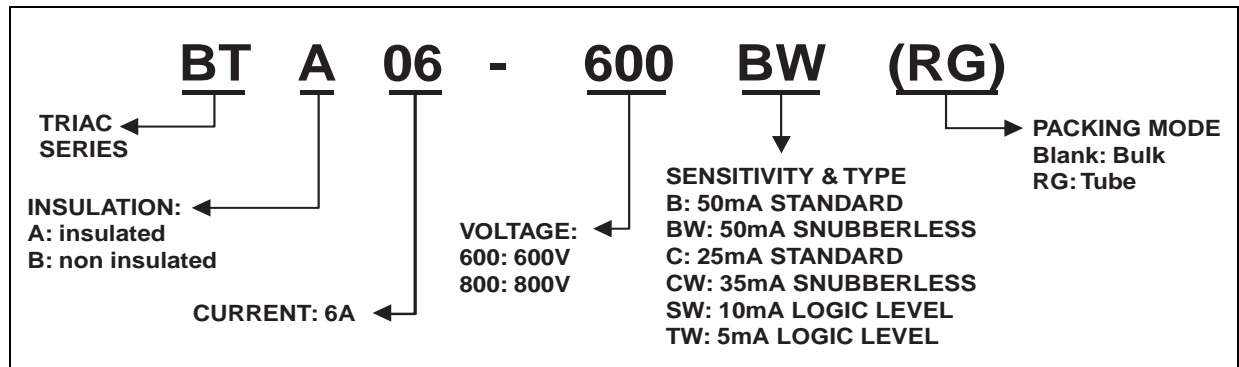 BT A 06 - 600 BW (RG)
TRIAC
SERIES
INSULATION:
A: insulated
B: non insulated
CURRENT: 6A
VOLTAGE:
600: 600V
800: 800V
SENSITIVITY & TYPE
B: 50mA STANDARD
BW: 50mA SNUBBERLESS
C: 25mA STANDARD
CW: 35mA SNUBBERLESS
SW: 10mA LOGIC LEVEL
TW: 5mA LOGIC LEVEL
PACKING MODE
Blank: Bulk
RG: Tube